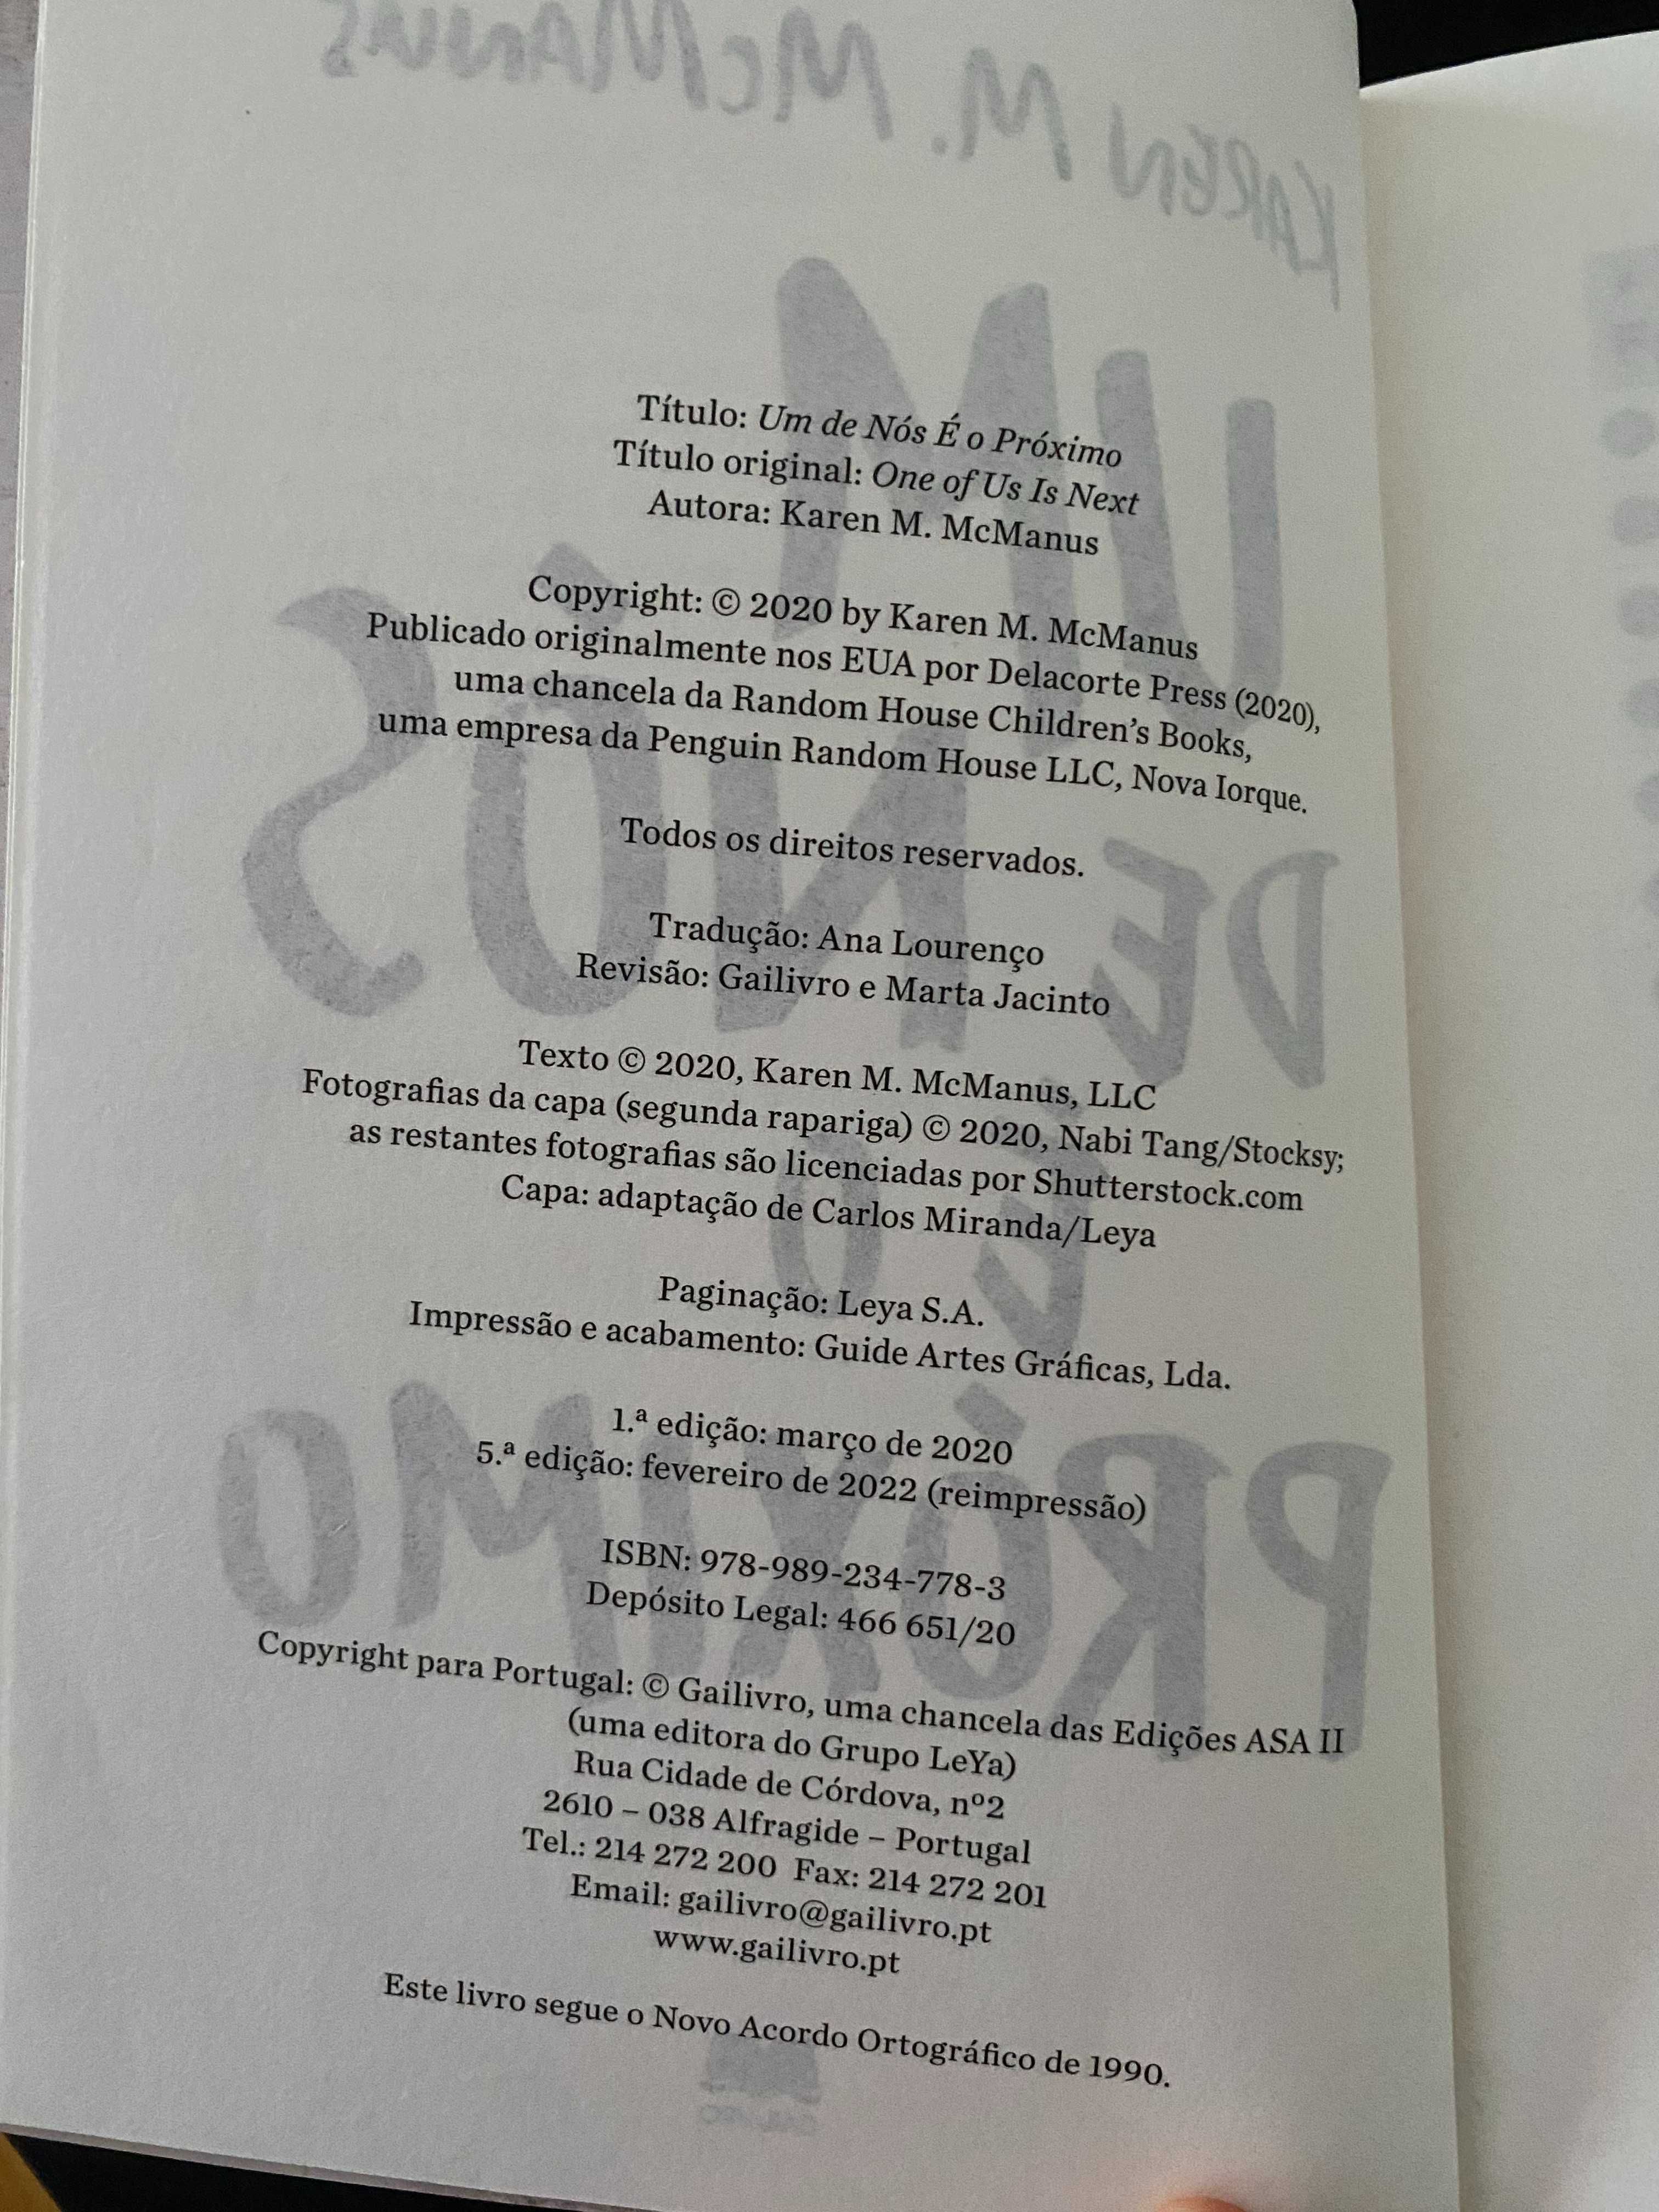 KAREN M. McMANUS
UM
DE NÓS
É O
PRÓXIMO
Título: Um de Nós É o Próximo
Título original: One of Us Is Next
Autora: Karen M. McManus
Copyright: © 2020 by Karen M. McManus
Publicado originalmente nos EUA por Delacorte Press (2020),
uma chancela da Random House Children’s Books,
uma empresa da Penguin Random House LLC, Nova Iorque.
Todos os direitos reservados.
Tradução: Ana Lourenço
Revisão: Gailivro e Marta Jacinto
Texto © 2020, Karen M. McManus, LLC
Fotografias da capa (segunda rapariga) © 2020, Nabi Tang/Stocksy;
as restantes fotografias são licenciadas por Shutterstock.com
Capa: adaptação de Carlos Miranda/Leya
Paginação: Leya S.A.
Impressão e acabamento: Guide Artes Gráficas, Lda.
1.ª edição: março de 2020
5.ª edição: fevereiro de 2022 (reimpressão)
ISBN: 978-989-234-778-3
Depósito Legal: 466 651/20
Copyright para Portugal: © Gailivro, uma chancela das Edições ASA II
(uma editora do Grupo LeYa)
Rua Cidade de Córdova, nº2
2610 – 038 Alfragide – Portugal
Tel.: 214 272 200 Fax: 214 272 201
Email: gailivro@gailivro.pt
www.gailivro.pt
Este livro segue o Novo Acordo Ortográfico de 1990.